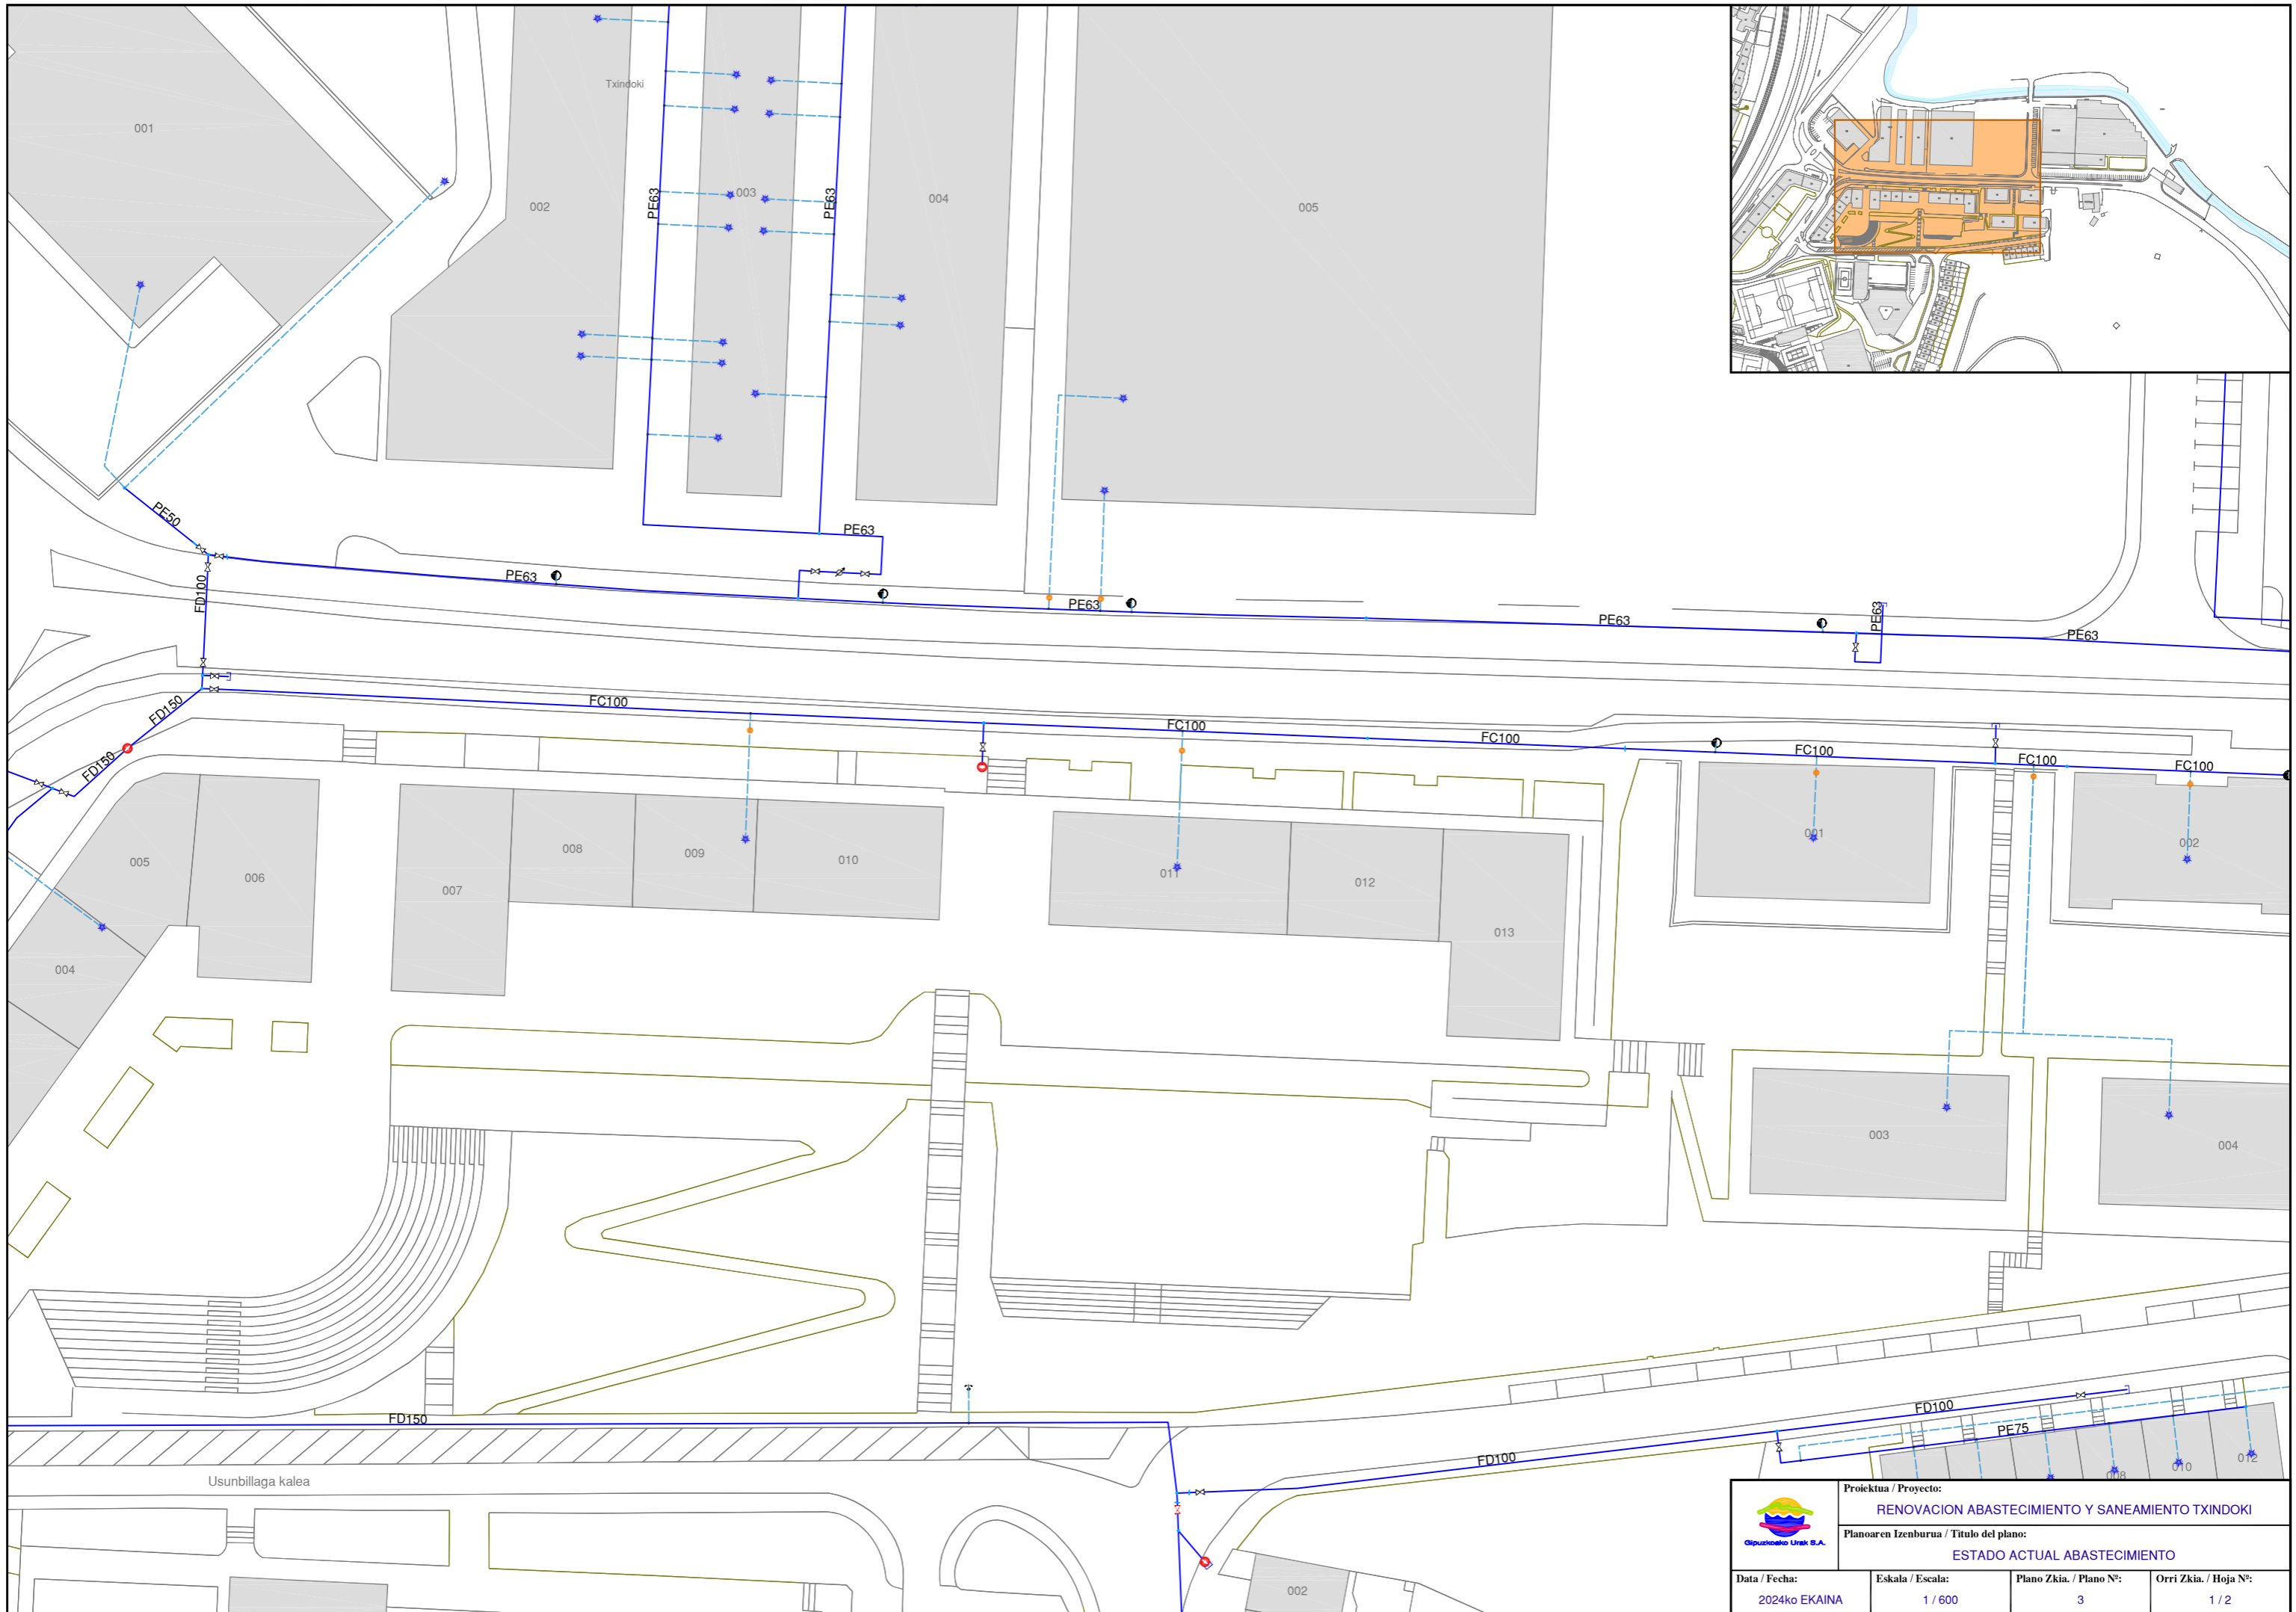 Txindoki
001
002
003
004
005
PE63
PE63
PE63
PE50
FD100
PE63
PE63
PE63
PE63
PE63
FD150
FD150
FC100
FC100
FC100
FC100
FC100
FC100
005
006
007
008
009
010
011
012
013
004
001
002
003
004
FD150
FD100
FD100
PE75
008
010
012
Usunbillaga kalea
002
Gipuzkoako Urak S.A.
Proiektua / Proyecto:
RENOVACION ABASTECIMIENTO Y SANEAMIENTO TXINDOKI
Planoaren Izenburua / Titulo del plano:
ESTADO ACTUAL ABASTECIMIENTO
Data / Fecha:
2024ko EKAINA
Eskala / Escala:
1 / 600
Plano Zkia. / Plano Nº:
3
Orri Zkia. / Hoja Nº:
1 / 2